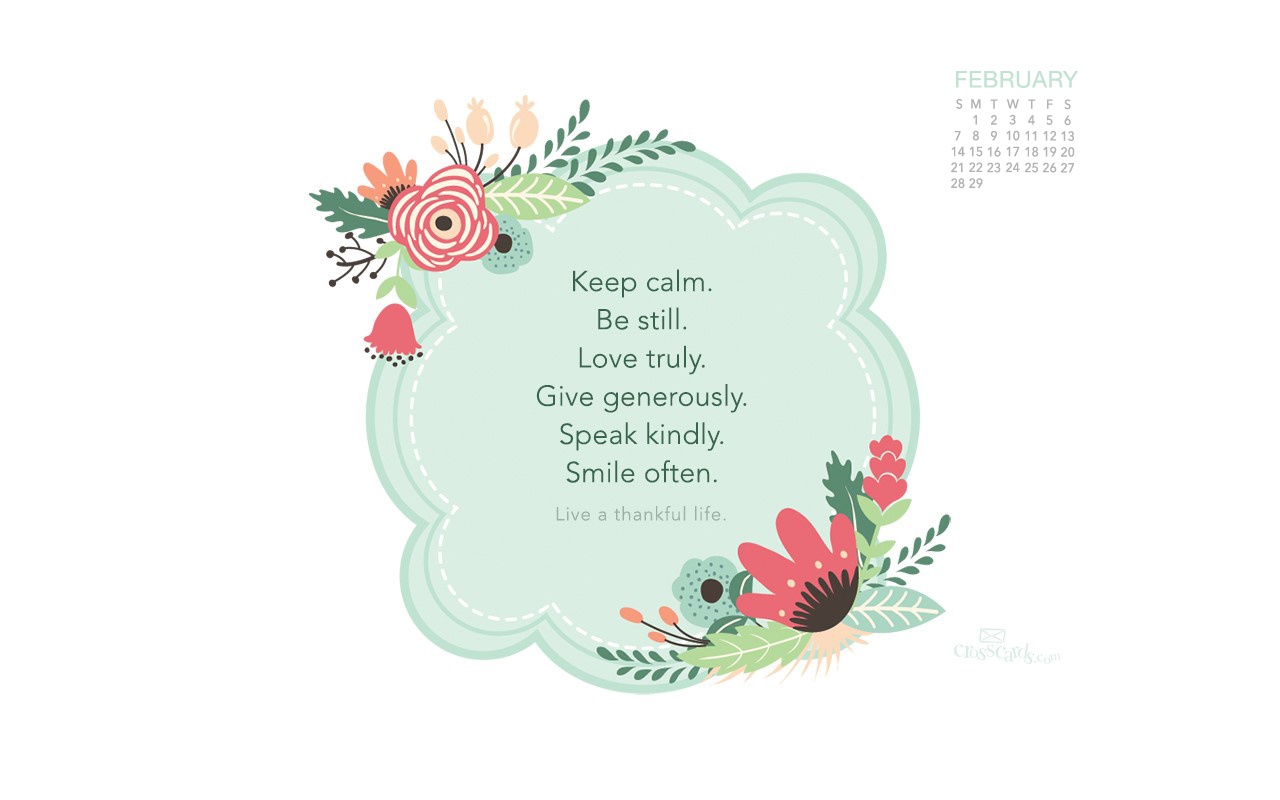 FEBRUARY
S M T W T F S
1 2 3 4 5 6
7 8 9 10 11 12 13
14 15 16 17 18 19 20
21 22 23 24 25 26 27
28 29
Keep calm.
Be still.
Love truly.
Give generously.
Speak kindly.
Smile often.
Live a thankful life.
crosscards.com